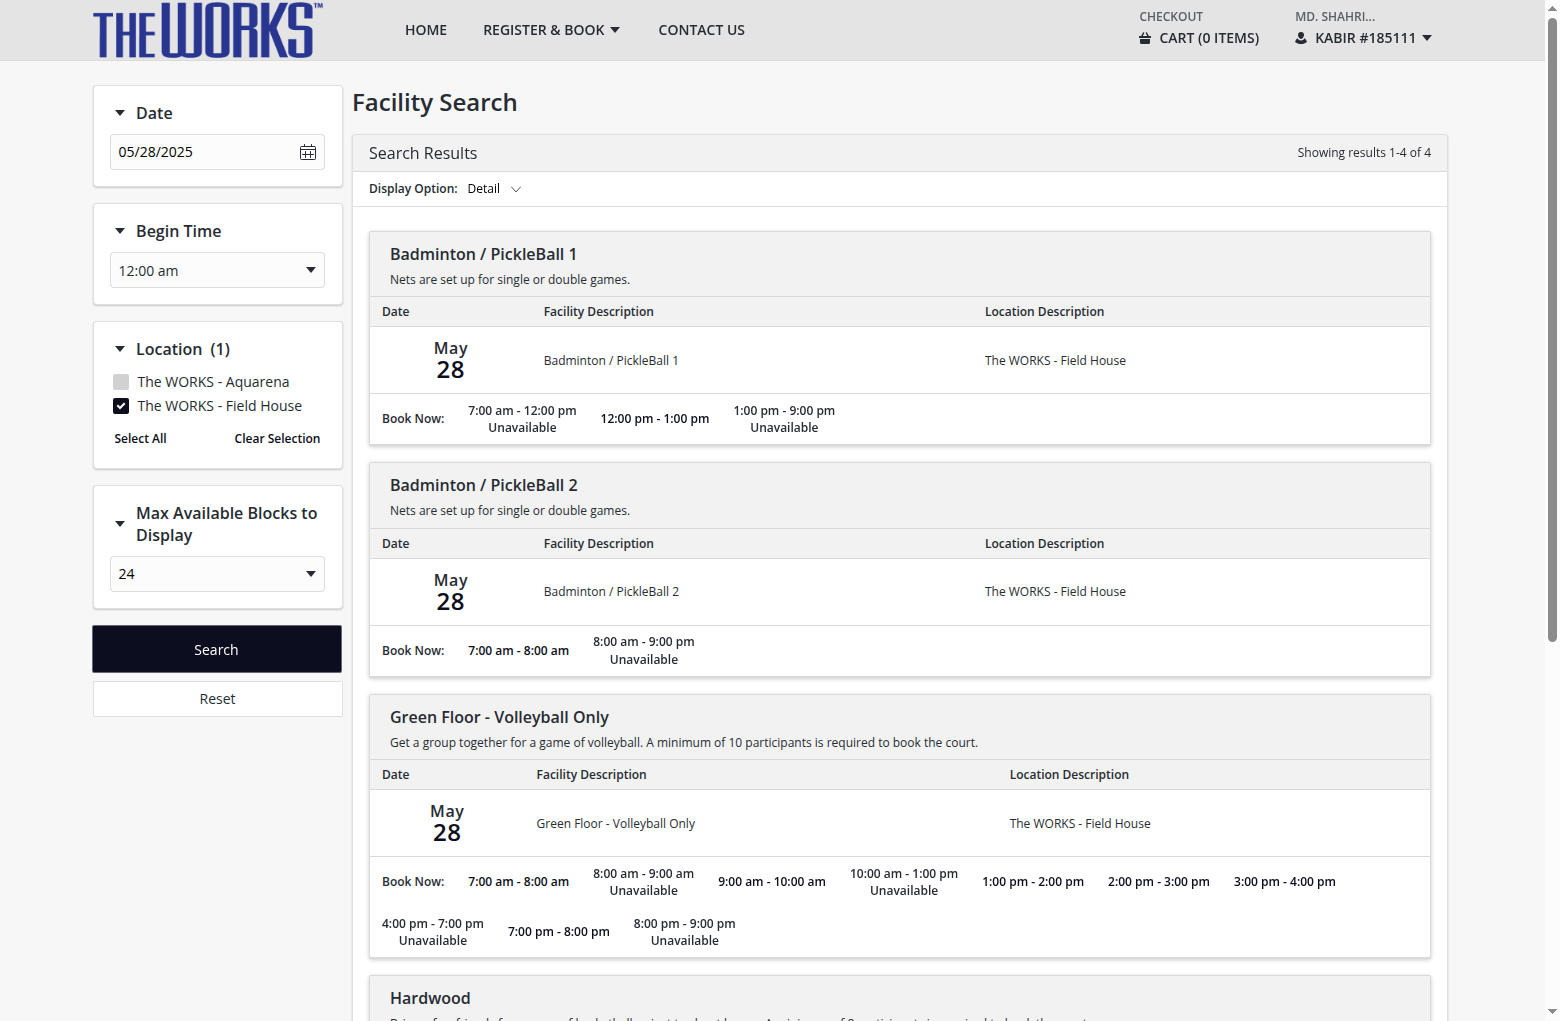 THE WORKS™
HOME
REGISTER & BOOK
CONTACT US
CHECKOUT
CART (0 ITEMS)
MD. SHAHRI...
KABIR #185111
Date
05/28/2025
Begin Time
12:00 am
Location (1)
The WORKS - Aquarena
The WORKS - Field House
Select All
Clear Selection
Max Available Blocks to
Display
24
Search
Reset
Facility Search
Search Results
Showing results 1-4 of 4
Display Option: Detail
Badminton / PickleBall 1
Nets are set up for single or double games.
Date Facility Description Location Description
May
28
Badminton / PickleBall 1
The WORKS - Field House
Book Now:
7:00 am - 12:00 pm
Unavailable
12:00 pm - 1:00 pm
1:00 pm - 9:00 pm
Unavailable
Badminton / PickleBall 2
Nets are set up for single or double games.
Date Facility Description Location Description
May
28
Badminton / PickleBall 2
The WORKS - Field House
Book Now:
7:00 am - 8:00 am
8:00 am - 9:00 pm
Unavailable
Green Floor - Volleyball Only
Get a group together for a game of volleyball. A minimum of 10 participants is required to book the court.
Date Facility Description Location Description
May
28
Green Floor - Volleyball Only
The WORKS - Field House
Book Now:
7:00 am - 8:00 am
8:00 am - 9:00 am
Unavailable
9:00 am - 10:00 am
10:00 am - 1:00 pm
Unavailable
1:00 pm - 2:00 pm
2:00 pm - 3:00 pm
3:00 pm - 4:00 pm
4:00 pm - 7:00 pm
Unavailable
7:00 pm - 8:00 pm
8:00 pm - 9:00 pm
Unavailable
Hardwood